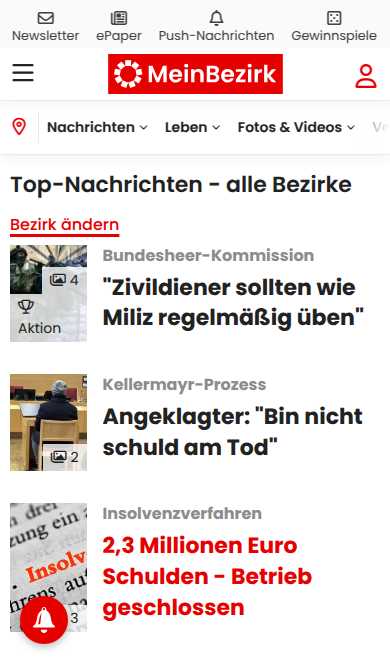 Newsletter
ePaper
Push-Nachrichten
Gewinnspiele
MeinBezirk
Nachrichten
Leben
Fotos & Videos
Top-Nachrichten - alle Bezirke
Bezirk ändern
4
Aktion
Bundesheer-Kommission
"Zivildiener sollten wie
Miliz regelmäßig üben"
2
Kellermayr-Prozess
Angeklagter: "Bin nicht
schuld am Tod"
zung ein
Insolv
3
Insolvenzverfahren
2,3 Millionen Euro
Schulden - Betrieb
geschlossen